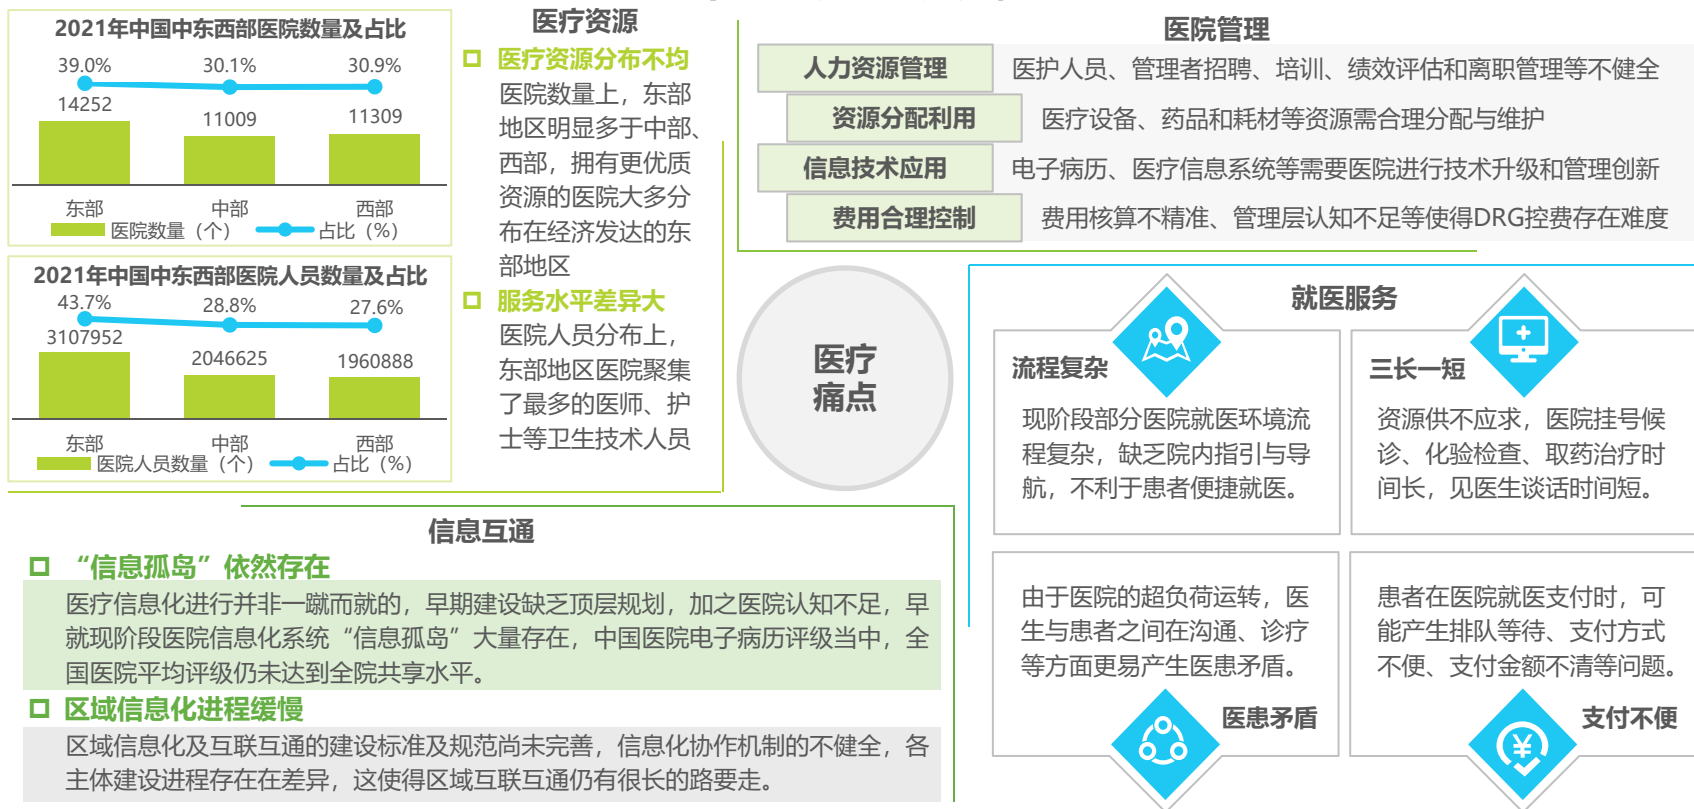 2021年中国中东西部医院数量及占比
39.0%
30.1%
30.9%
14252
11009
11309
东部
中部
西部
医院数量（个）
占比（%）
2021年中国中东西部医院人员数量及占比
43.7%
28.8%
27.6%
3107952
2046625
1960888
东部
中部
西部
医院人员数量（个）
占比（%）
医疗资源
医疗资源分布不均
医院数量上，东部
地区明显多于中部、
西部，拥有更优质
资源的医院大多分
布在经济发达的东
部地区
服务水平差异大
医院人员分布上，
东部地区医院聚集
了最多的医师、护
士等卫生技术人员
医院管理
人力资源管理
医护人员、管理者招聘、培训、绩效评估和离职管理等不健全
资源分配利用
医疗设备、药品和耗材等资源需合理分配与维护
信息技术应用
电子病历、医疗信息系统等需要医院进行技术升级和管理创新
费用合理控制
费用核算不精准、管理层认知不足等使得DRG控费存在难度
医疗
痛点
就医服务
流程复杂
现阶段部分医院就医环境流
程复杂，缺乏院内指引与导
航，不利于患者便捷就医。
三长一短
资源供不应求，医院挂号候
诊、化验检查、取药治疗时
间长，见医生谈话时间短。
由于医院的超负荷运转，医
生与患者之间在沟通、诊疗
等方面更易产生医患矛盾。
医患矛盾
患者在医院就医支付时，可
能产生排队等待、支付方式
不便、支付金额不清等问题。
支付不便
¥
信息互通
“信息孤岛”依然存在
医疗信息化进行并非一蹴而就的，早期建设缺乏顶层规划，加之医院认知不足，早
就现阶段医院信息化系统“信息孤岛”大量存在，中国医院电子病历评级当中，全
国医院平均评级仍未达到全院共享水平。
区域信息化进程缓慢
区域信息化及互联互通的建设标准及规范尚未完善，信息化协作机制的不健全，各
主体建设进程存在在差异，这使得区域互联互通仍有很长的路要走。